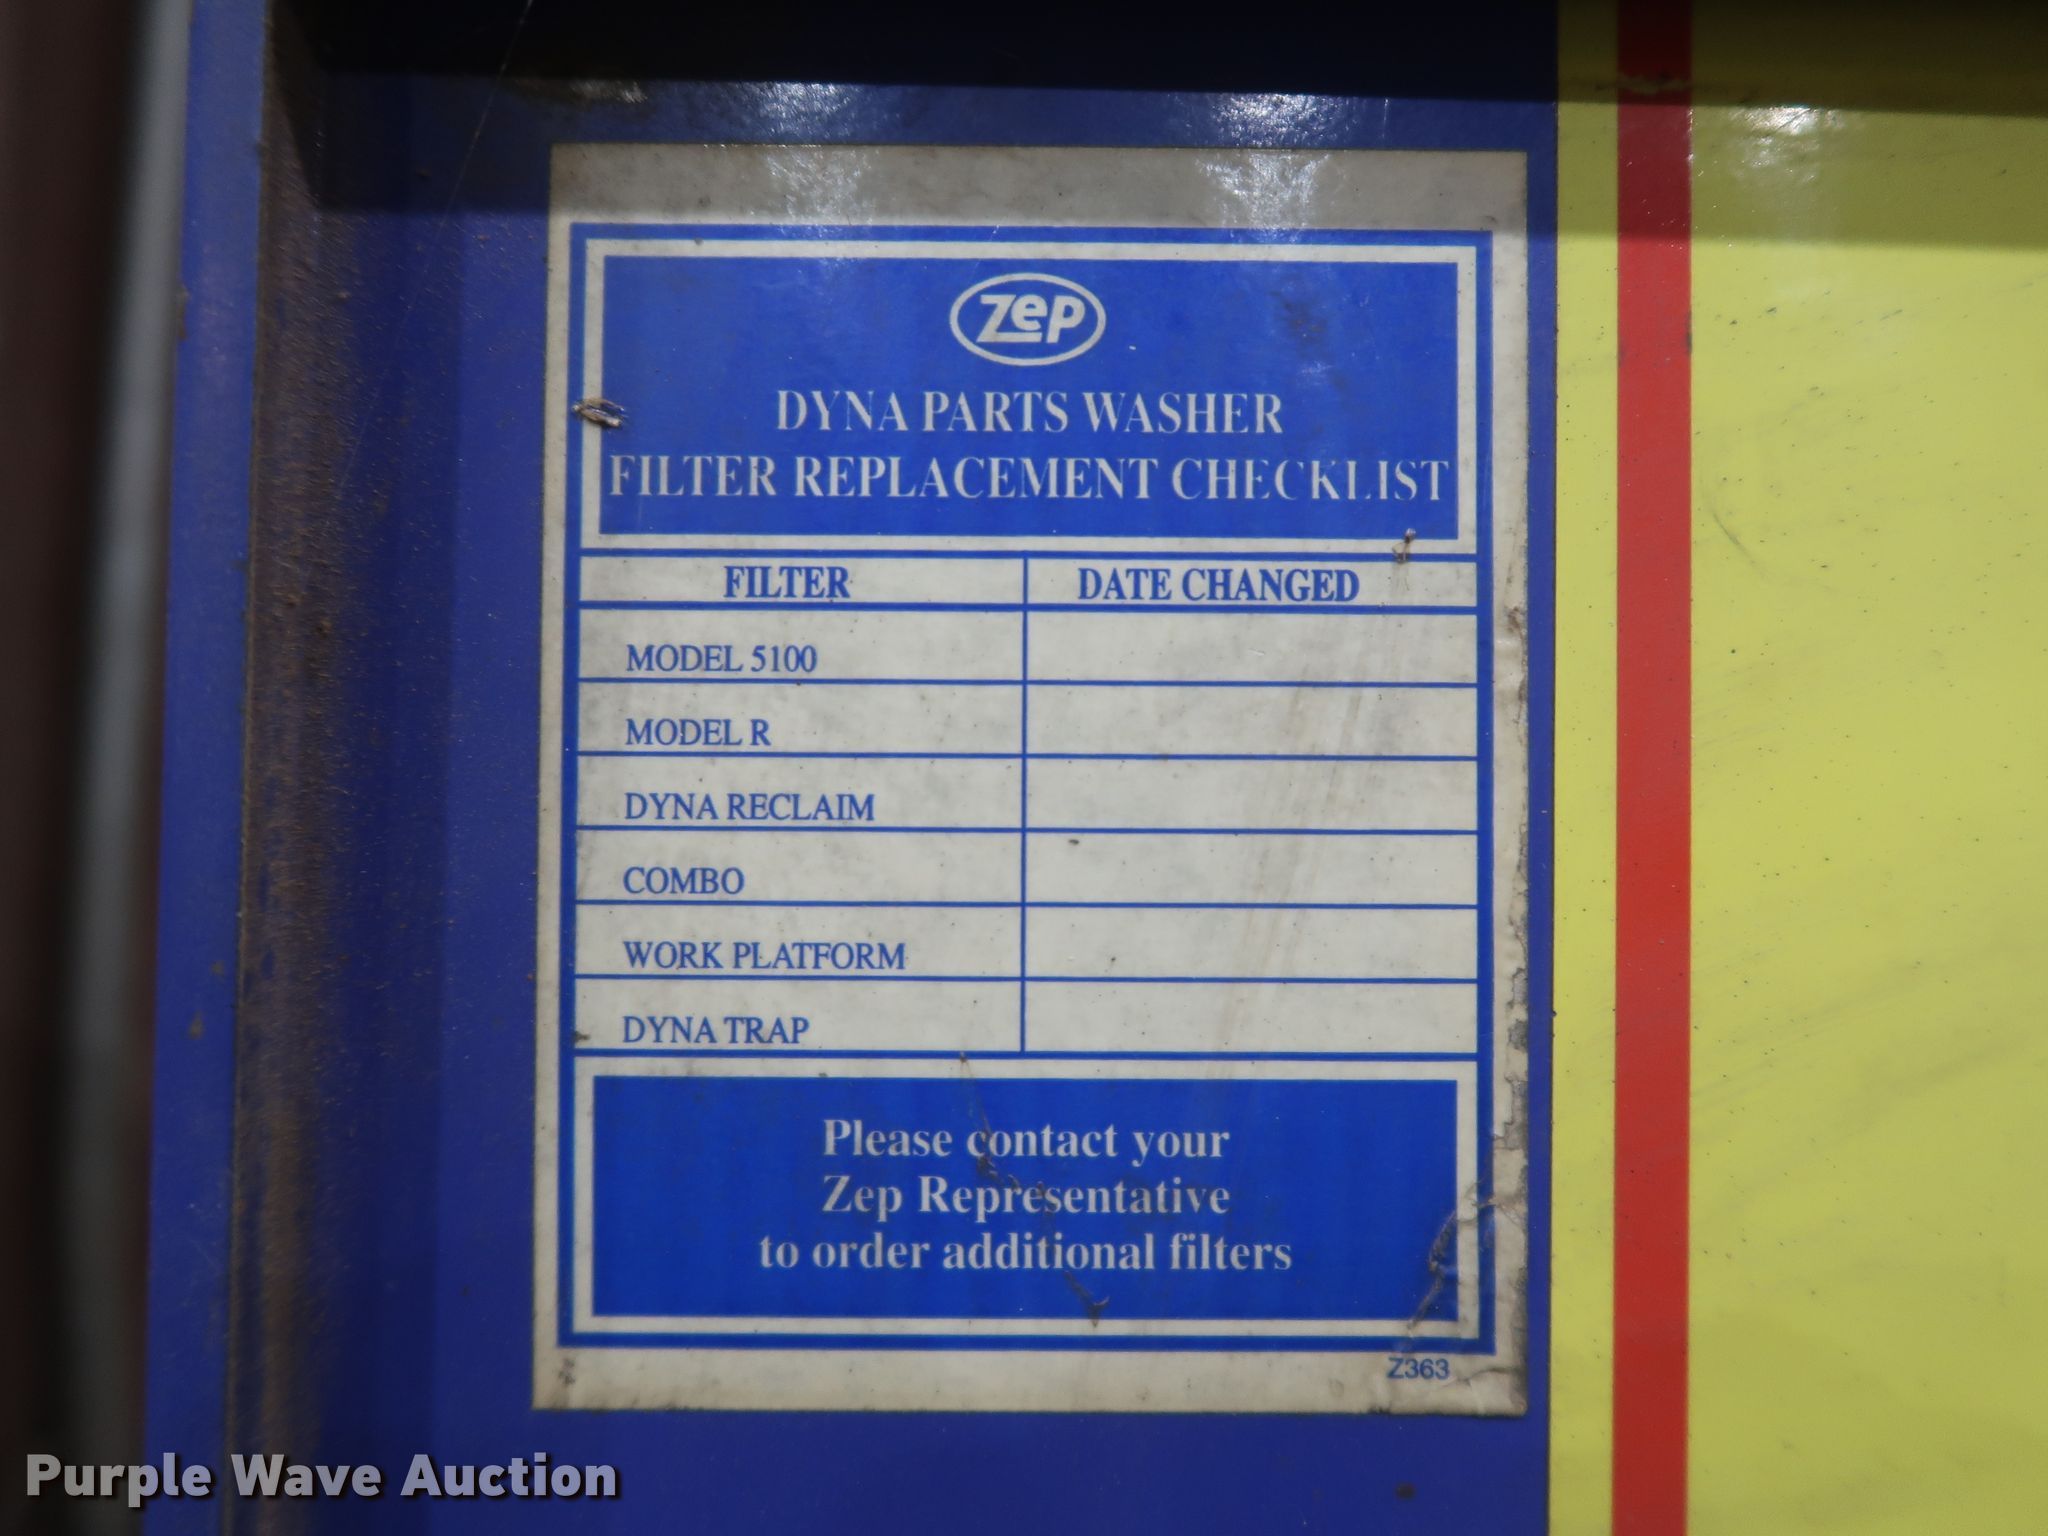 Zep
DYNA PARTS WASHER
FILTER REPLACEMENT CHECKLIST
FILTER DATE CHANGED
MODEL 5100
MODEL R
DYNA RECLAIM
COMBO
WORK PLATFORM
DYNA TRAP
Please contact your
Zep Representative
to order additional filters
Z363
Purple Wave Auction